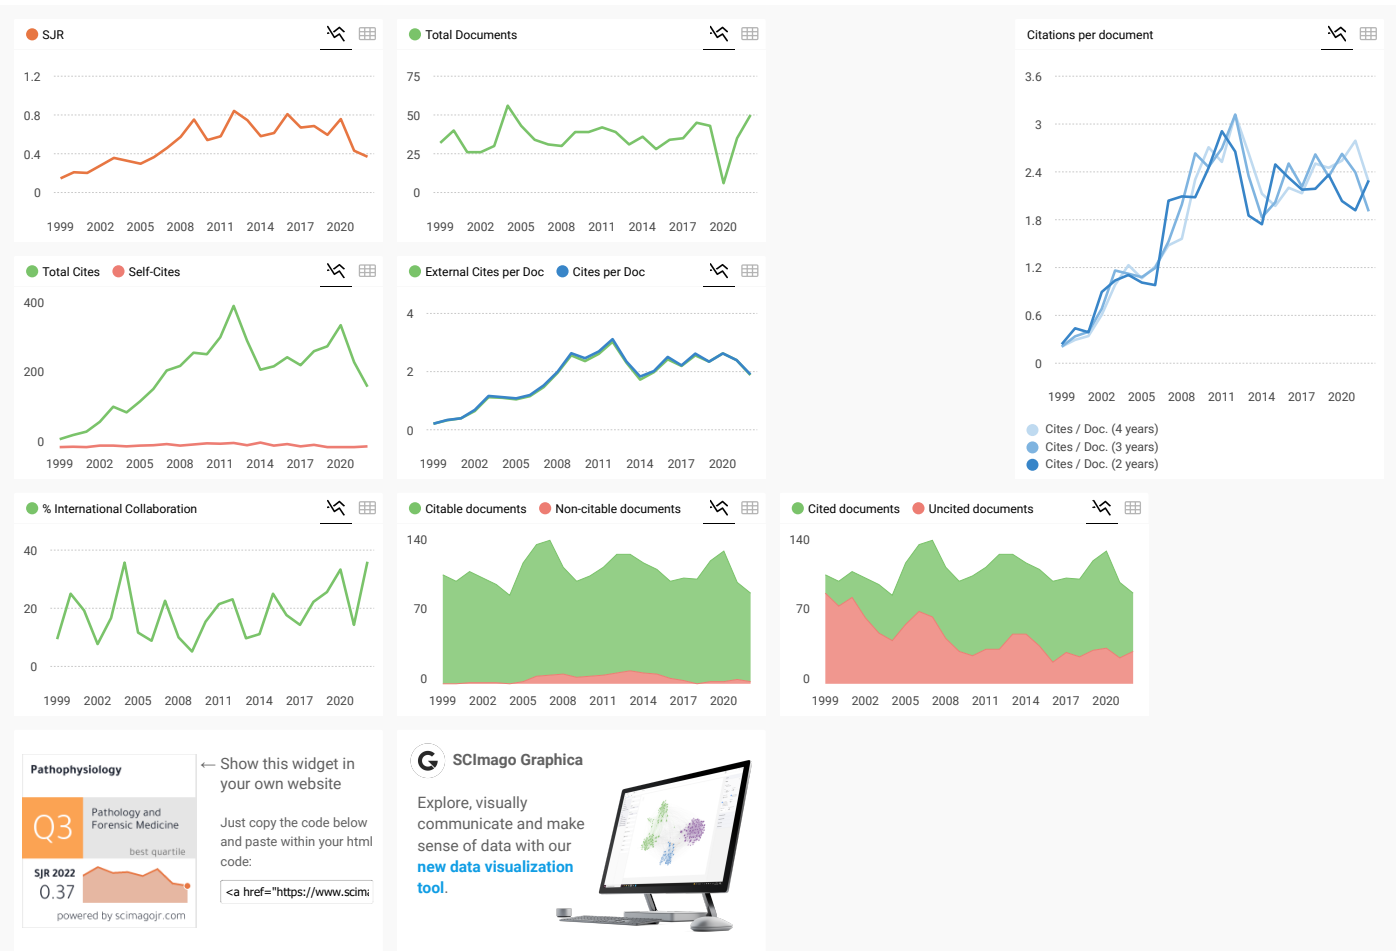 SJR
1.2
0.8
0.4
0
1999 2002 2005 2008 2011 2014 2017 2020
Total Documents
75
50
25
0
1999 2002 2005 2008 2011 2014 2017 2020
Citations per document
3.6
3
2.4
1.8
1.2
0.6
0
1999 2002 2005 2008 2011 2014 2017 2020
Cites / Doc. (4 years)
Cites / Doc. (3 years)
Cites / Doc. (2 years)
Total Cites Self-Cites
400
200
0
1999 2002 2005 2008 2011 2014 2017 2020
External Cites per Doc Cites per Doc
4
2
0
1999 2002 2005 2008 2011 2014 2017 2020
% International Collaboration
40
20
0
1999 2002 2005 2008 2011 2014 2017 2020
Citable documents Non-citable documents
140
70
0
1999 2002 2005 2008 2011 2014 2017 2020
Cited documents Uncited documents
140
70
0
1999 2002 2005 2008 2011 2014 2017 2020
Pathophysiology
Q3
Pathology and
Forensic Medicine
best quartile
SJR 2022
0.37
powered by scimagojr.com
← Show this widget in
your own website
Just copy the code below
and paste within your html
code:
<a href="https://www.scima
SCImago Graphica
Explore, visually
communicate and make
sense of data with our
new data visualization
tool.